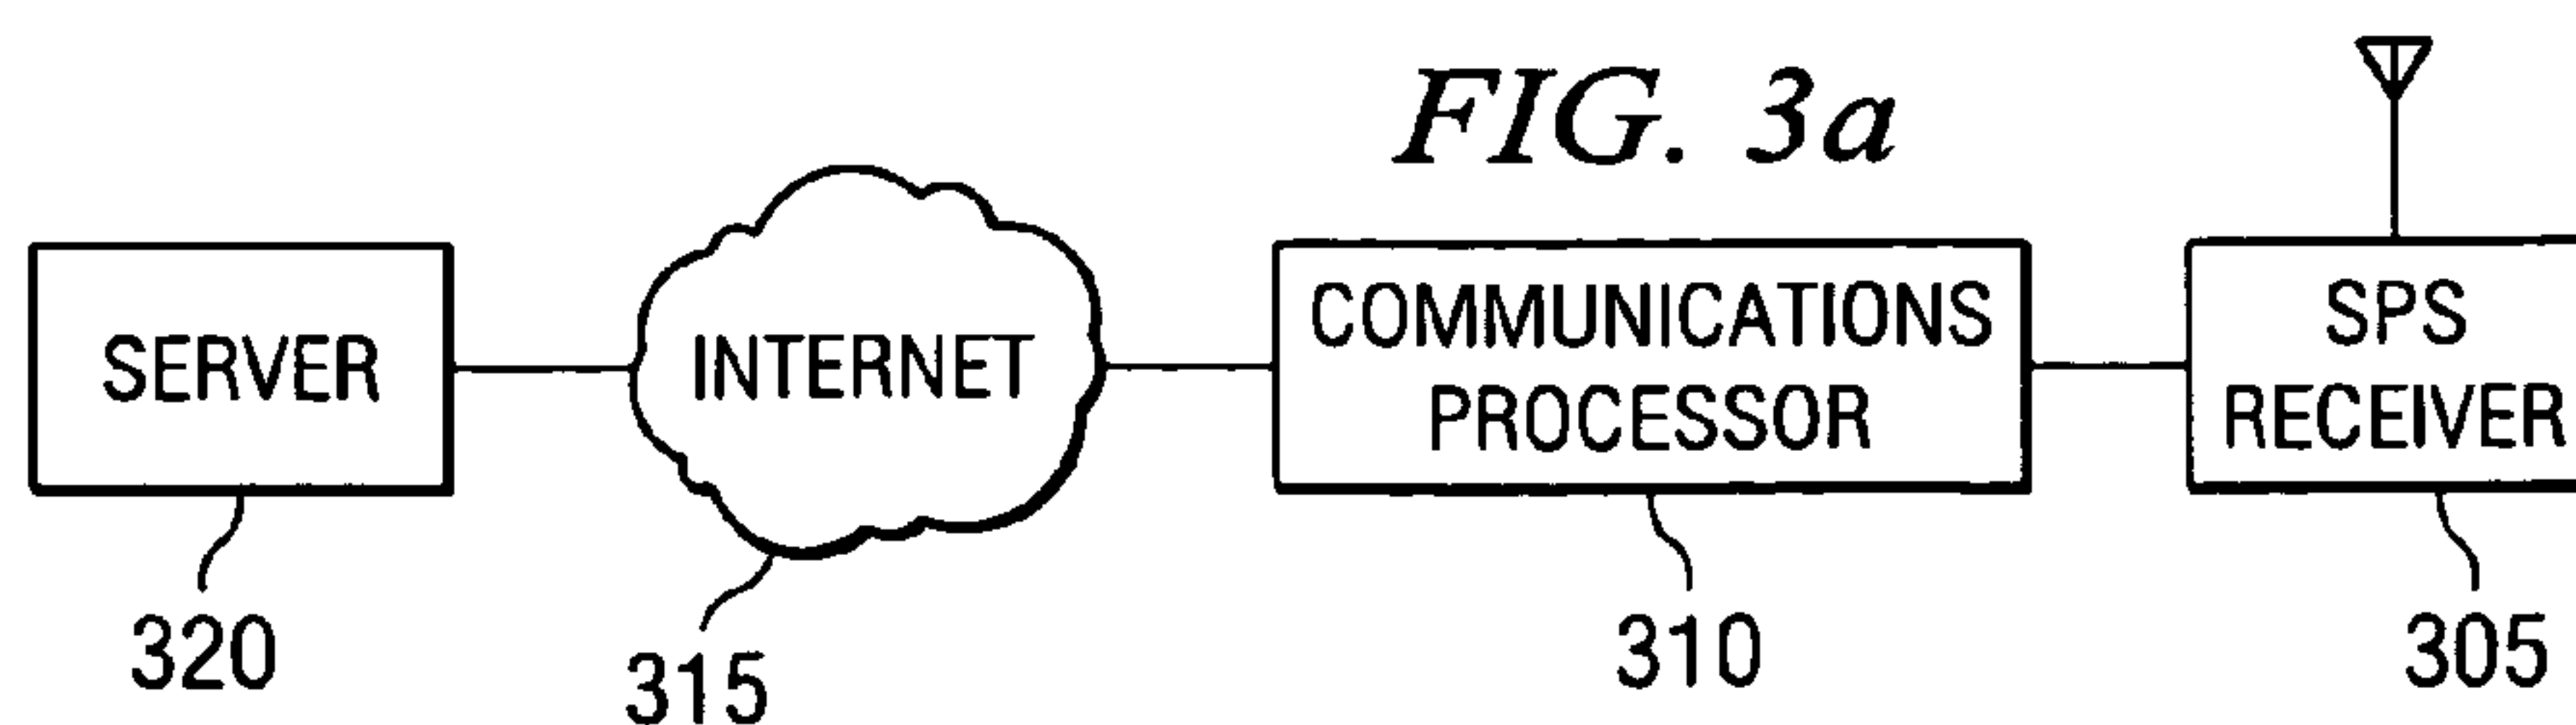 FIG. 3a
SERVER
INTERNET
COMMUNICATIONS
PROCESSOR
SPS
RECEIVER
320
315
310
305